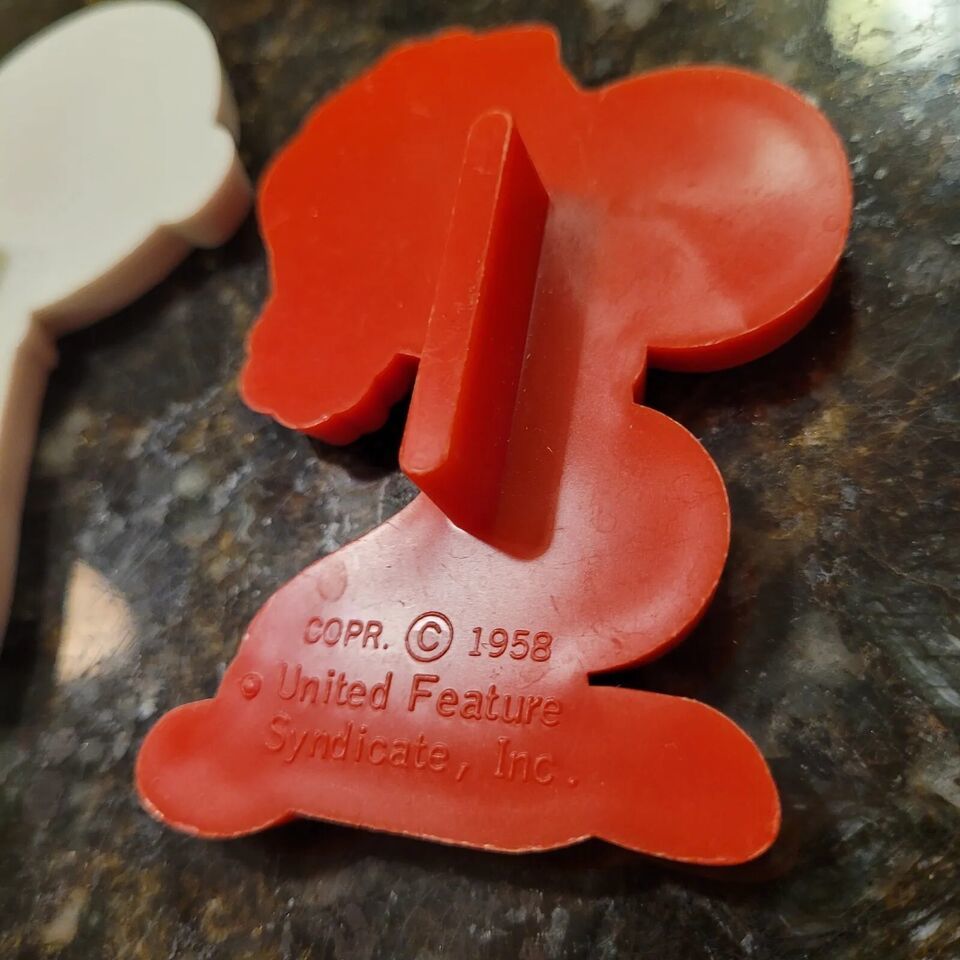 COPR. © 1958
United Feature
Syndicate, Inc.